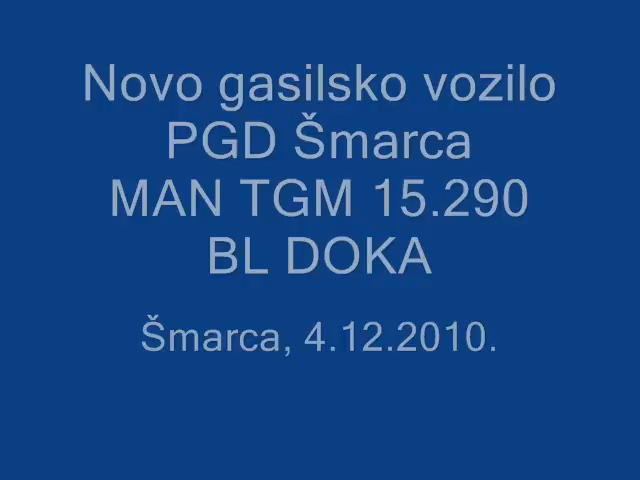 Novo gasilsko vozilo
PGD Šmarca
MAN TGM 15.290
BL DOKA
Šmarca, 4.12.2010.